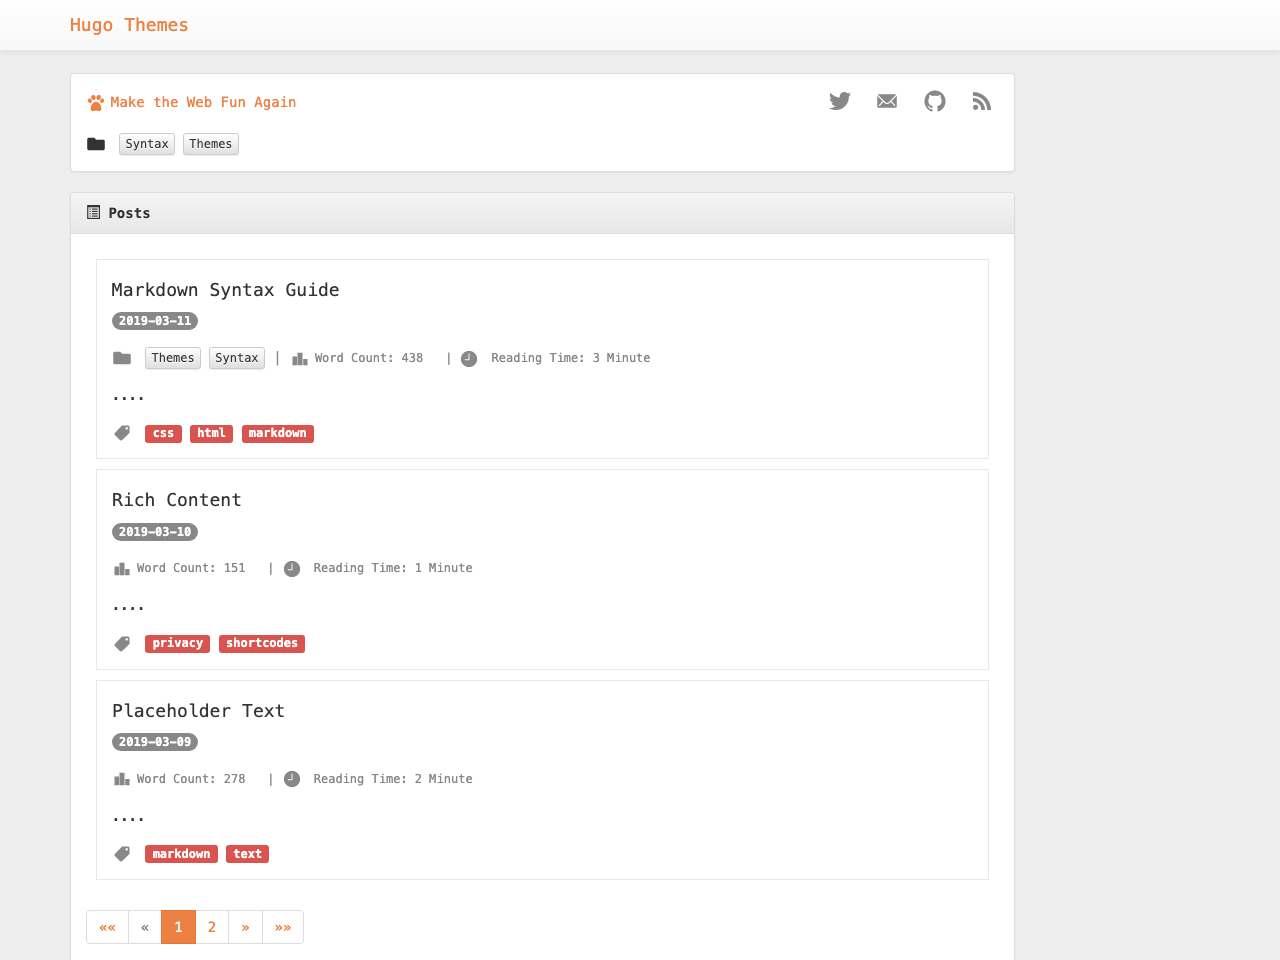 Hugo Themes
Make the Web Fun Again
Syntax Themes
Posts
Markdown Syntax Guide
2019-03-11
Themes Syntax | Word Count: 438 | Reading Time: 3 Minute
....
css html markdown
Rich Content
2019-03-10
Word Count: 151 | Reading Time: 1 Minute
....
privacy shortcodes
Placeholder Text
2019-03-09
Word Count: 278 | Reading Time: 2 Minute
....
markdown text
«« « 1 2 » »»